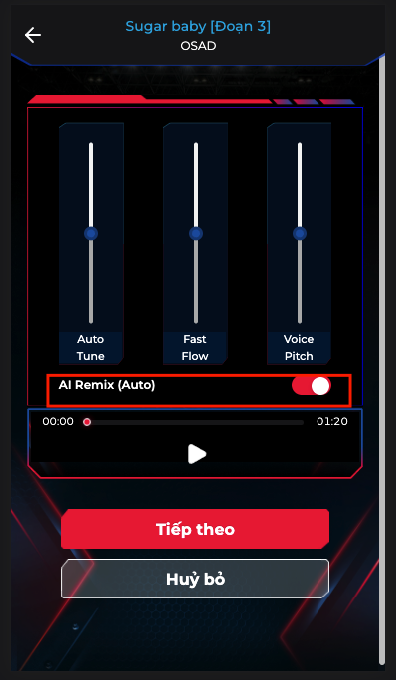 Sugar baby [Đoạn 3]
OSAD
Auto
Tune
Fast
Flow
Voice
Pitch
AI Remix (Auto)
00:00
01:20
Tiếp theo
Huỷ bỏ